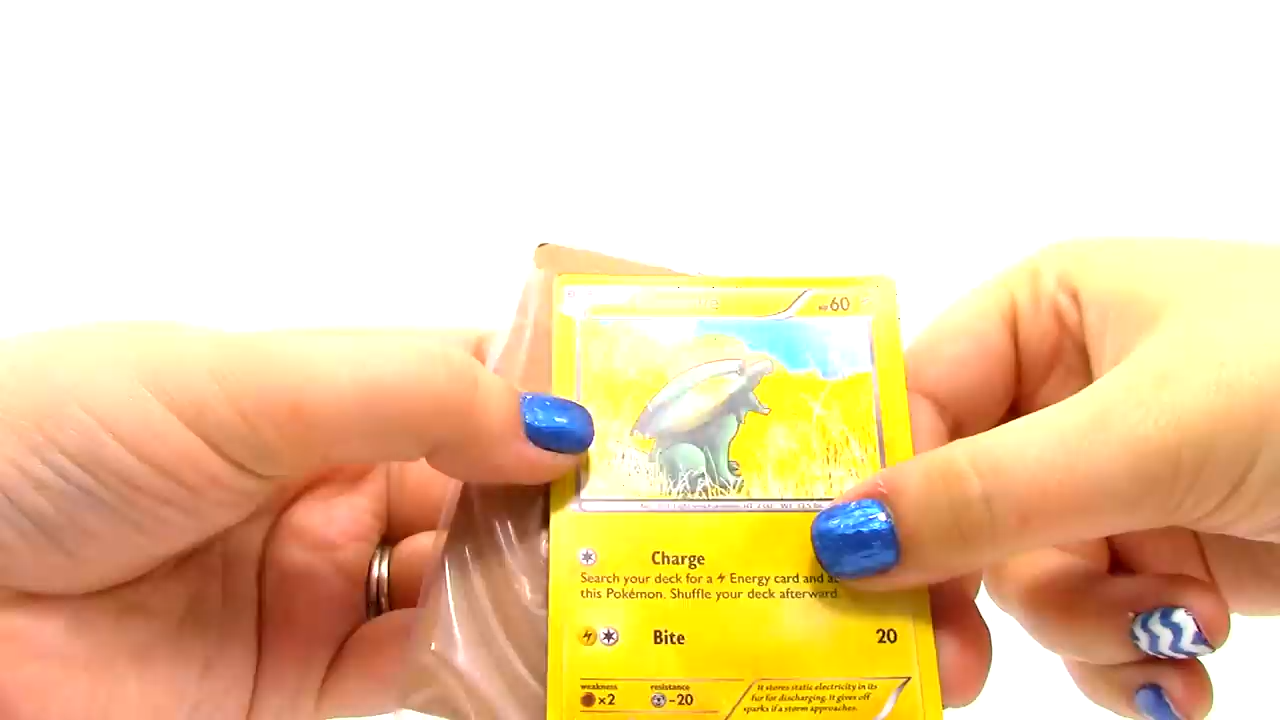 HP60
Charge
Search your deck for a Energy card and
this Pokémon. Shuffle your deck afterward.
Bite 20
weakness resistance
×2 -20
It stores static electricity in its
fur for discharging. It gives off
sparks if a storm approaches.